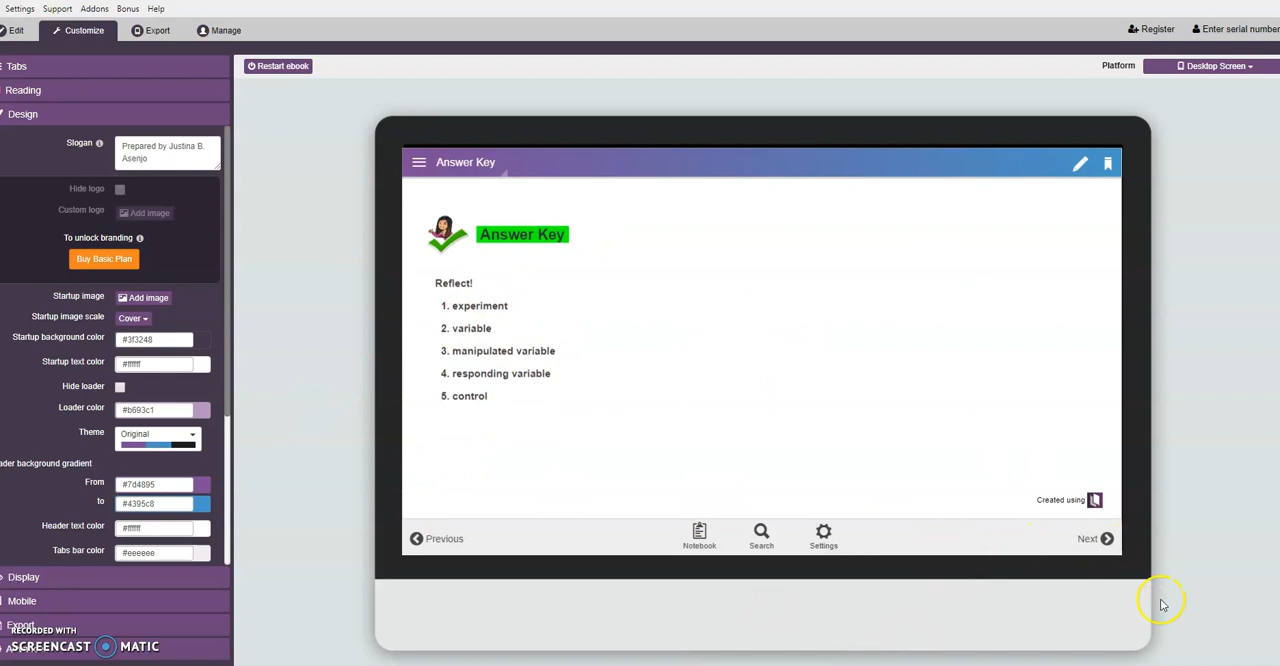 Settings Support Addons Bonus Help
Edit Customize Export Manage Register Enter serial number
Tabs
Restart ebook Platform Desktop Screen
Reading
Design
Slogan Prepared by Justina B.
Asenjo
Hide logo
Custom logo Add image
To unlock branding
Buy Basic Plan
Startup image Add image
Startup image scale Cover
Startup background color #3f3248
Startup text color #ffffff
Hide loader
Loader color #b693c1
Theme Original
ader background gradient
From #7d4895
to #4395c8
Header text color #ffffff
Tabs bar color #eeeeee
Display
Mobile
Export
RECORDED WITH
SCREENCAST MATIC
Answer Key
Answer Key
Reflect!
1. experiment
2. variable
3. manipulated variable
4. responding variable
5. control
Created using
Previous Notebook Search Settings Next